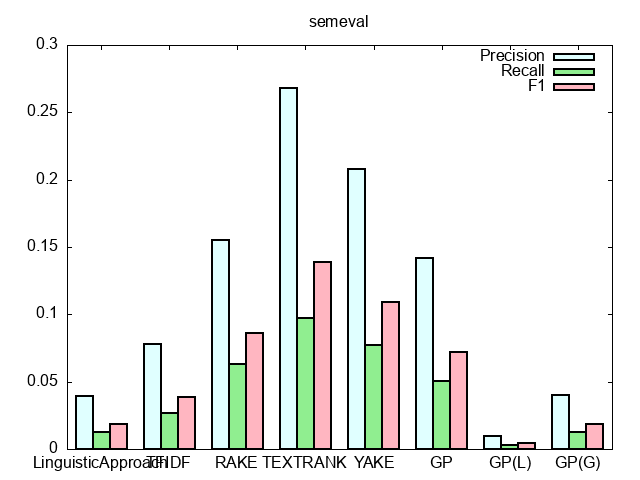 semeval
0.3
0.25
0.2
0.15
0.1
0.05
0
Precision
Recall
F1
LinguisticApproach TFIDF RAKE TEXTRANK YAKE GP GP(L) GP(G)